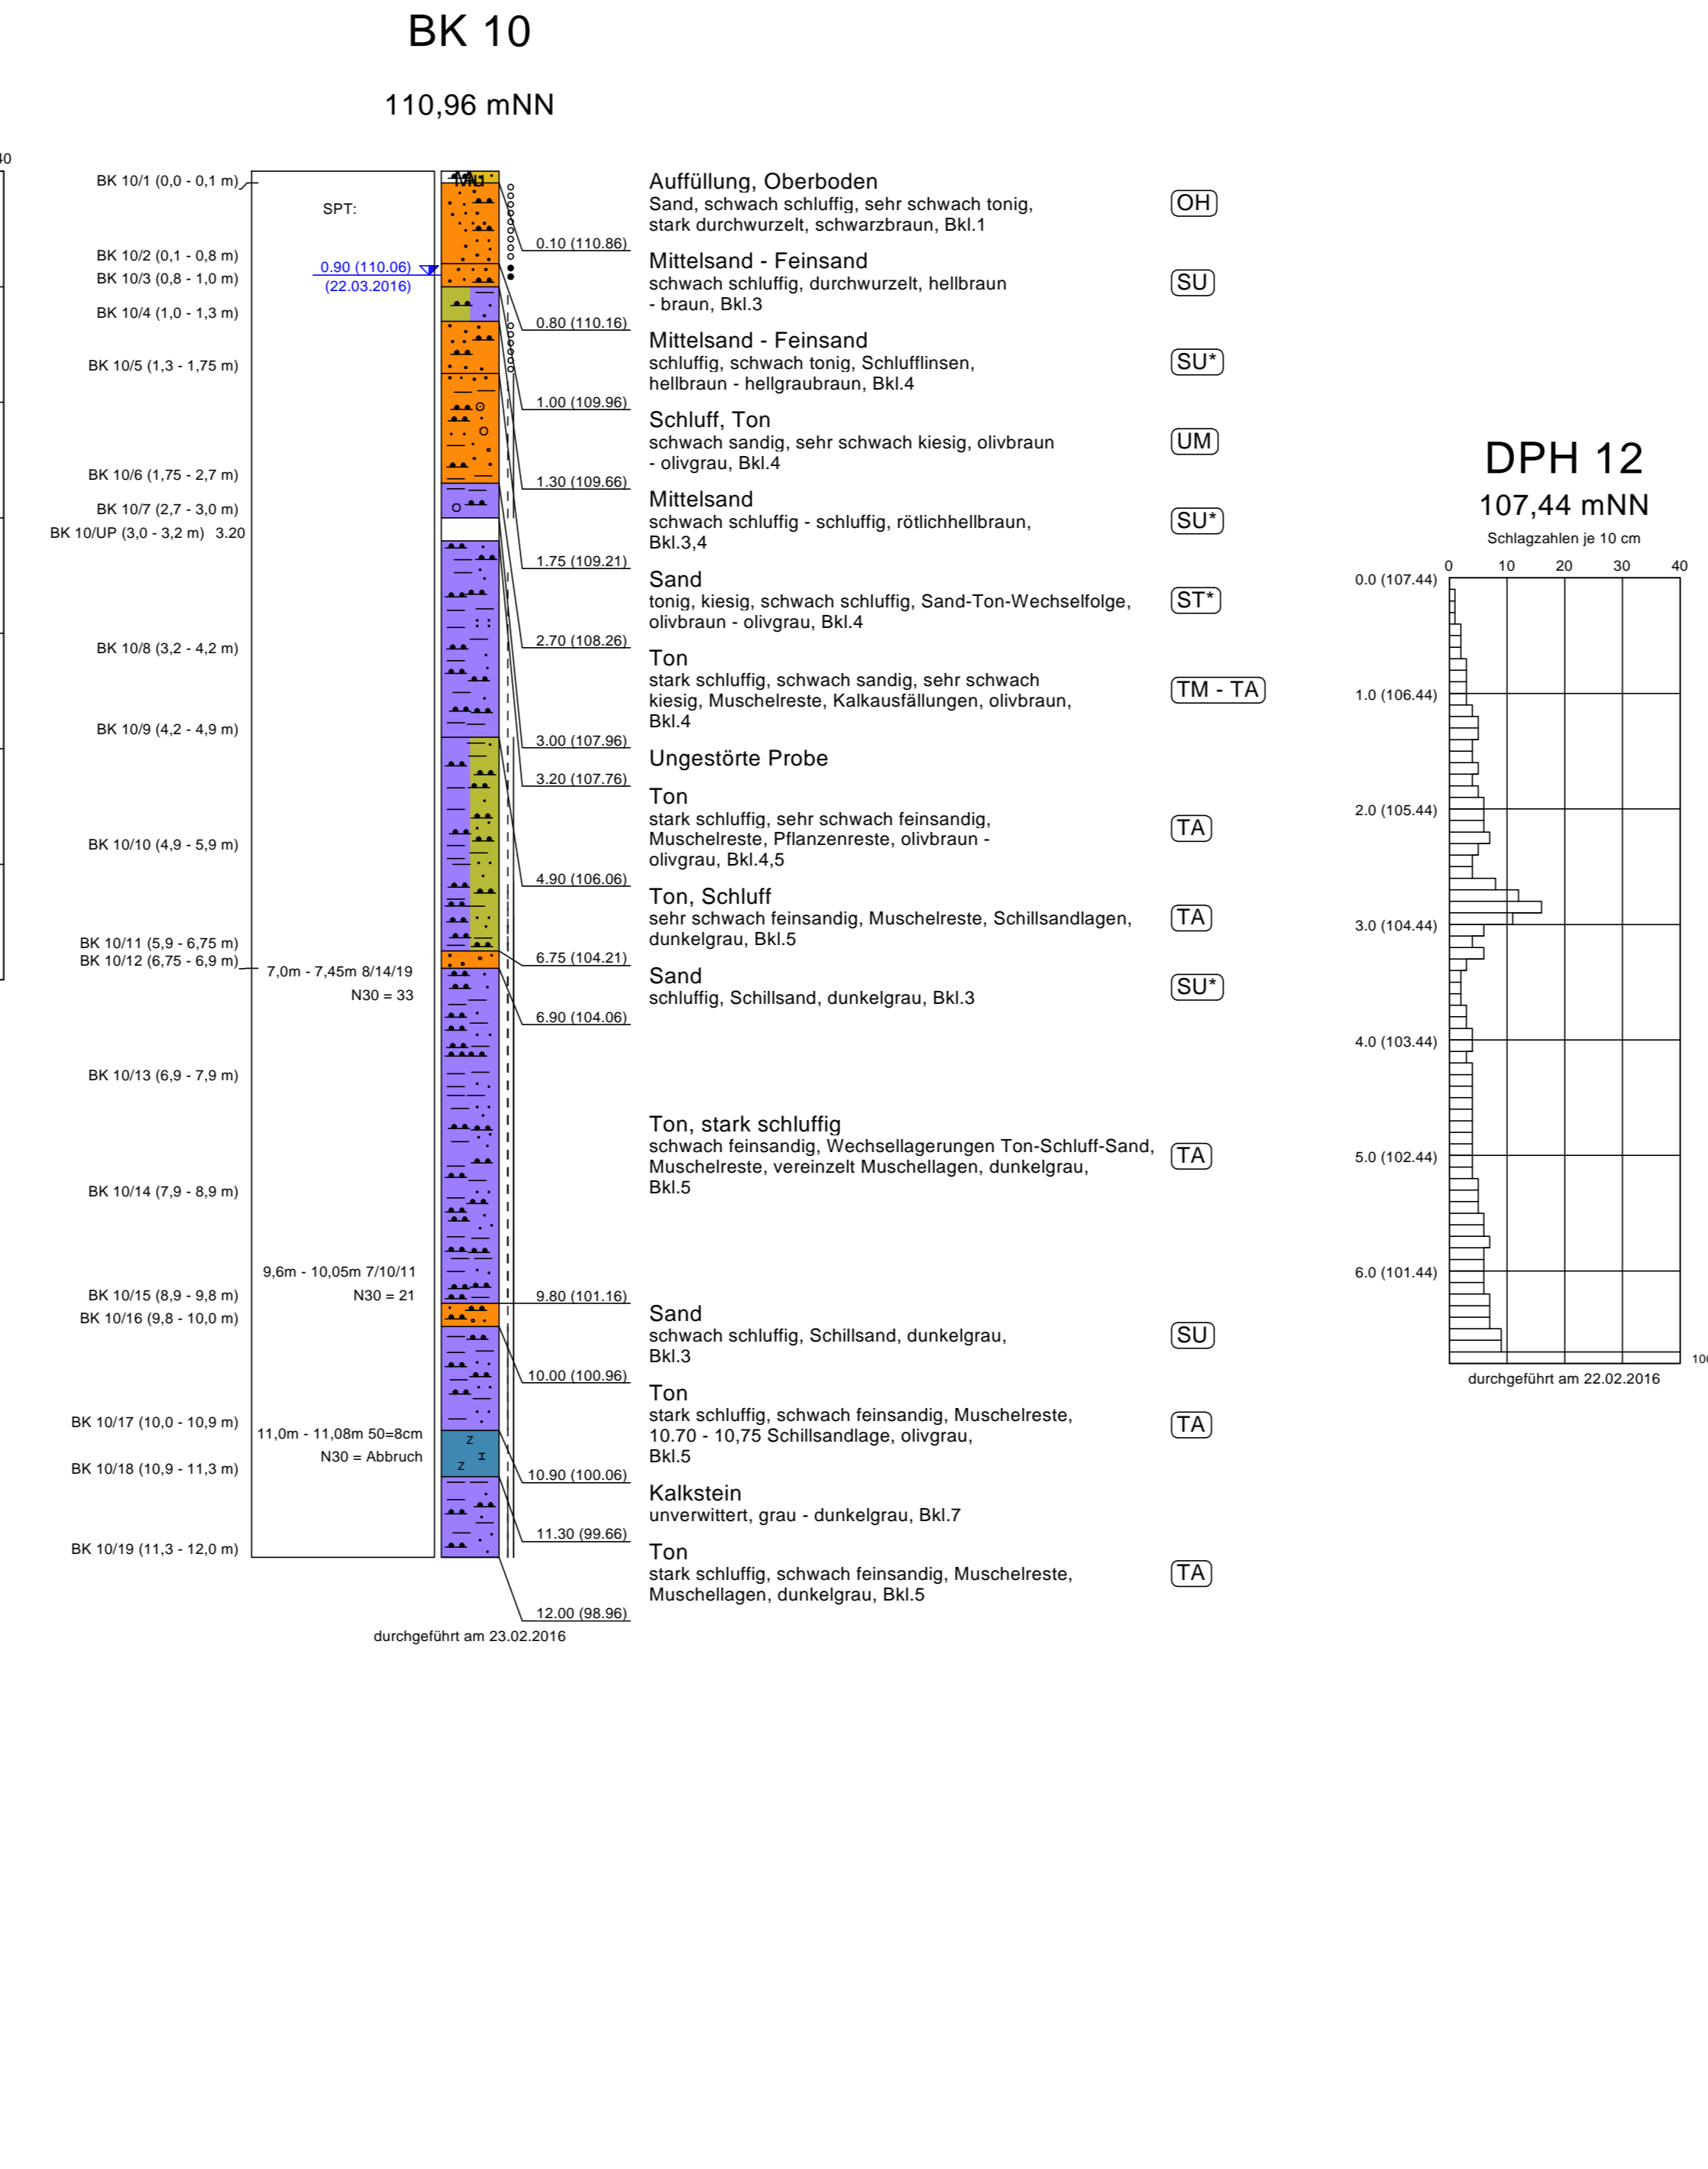 BK 10
110,96 mNN
BK 10/1 (0,0 - 0,1 m)
BK 10/2 (0,1 - 0,8 m)
BK 10/3 (0,8 - 1,0 m)
BK 10/4 (1,0 - 1,3 m)
BK 10/5 (1,3 - 1,75 m)
BK 10/6 (1,75 - 2,7 m)
BK 10/7 (2,7 - 3,0 m)
BK 10/UP (3,0 - 3,2 m) 3.20
BK 10/8 (3,2 - 4,2 m)
BK 10/9 (4,2 - 4,9 m)
BK 10/10 (4,9 - 5,9 m)
BK 10/11 (5,9 - 6,75 m)
BK 10/12 (6,75 - 6,9 m)
BK 10/13 (6,9 - 7,9 m)
BK 10/14 (7,9 - 8,9 m)
BK 10/15 (8,9 - 9,8 m)
BK 10/16 (9,8 - 10,0 m)
BK 10/17 (10,0 - 10,9 m)
BK 10/18 (10,9 - 11,3 m)
BK 10/19 (11,3 - 12,0 m)
SPT:
0.90 (110.06)
(22.03.2016)
7,0m - 7,45m 8/14/19
N30 = 33
9,6m - 10,05m 7/10/11
N30 = 21
11,0m - 11,08m 50=8cm
N30 = Abbruch
z
z
0.10 (110.86)
0.80 (110.16)
1.00 (109.96)
1.30 (109.66)
1.75 (109.21)
2.70 (108.26)
3.00 (107.96)
3.20 (107.76)
4.90 (106.06)
6.75 (104.21)
6.90 (104.06)
9.80 (101.16)
10.00 (100.96)
10.90 (100.06)
11.30 (99.66)
12.00 (98.96)
Auffüllung, Oberboden
Sand, schwach schluffig, sehr schwach tonig,
stark durchwurzelt, schwarzbraun, Bkl.1
OH
Mittelsand - Feinsand
schwach schluffig, durchwurzelt, hellbraun
- braun, Bkl.3
SU
Mittelsand - Feinsand
schluffig, schwach tonig, Schlufflinsen,
hellbraun - hellgraubraun, Bkl.4
SU*
Schluff, Ton
schwach sandig, sehr schwach kiesig, olivbraun
- olivgrau, Bkl.4
UM
Mittelsand
schwach schluffig - schluffig, rötlichhellbraun,
Bkl.3,4
SU*
Sand
tonig, kiesig, schwach schluffig, Sand-Ton-Wechselfolge,
olivbraun - olivgrau, Bkl.4
ST*
Ton
stark schluffig, schwach sandig, sehr schwach
kiesig, Muschelreste, Kalkausfällungen, olivbraun,
Bkl.4
TM - TA
Ungestörte Probe
Ton
stark schluffig, sehr schwach feinsandig,
Muschelreste, Pflanzenreste, olivbraun -
olivgrau, Bkl.4,5
TA
Ton, Schluff
sehr schwach feinsandig, Muschelreste, Schillsandlagen,
dunkelgrau, Bkl.5
TA
Sand
schluffig, Schillsand, dunkelgrau, Bkl.3
SU*
Ton, stark schluffig
schwach feinsandig, Wechsellagerungen Ton-Schluff-Sand,
Muschelreste, vereinzelt Muschellagen, dunkelgrau,
Bkl.5
TA
Sand
schwach schluffig, Schillsand, dunkelgrau,
Bkl.3
SU
Ton
stark schluffig, schwach feinsandig, Muschelreste,
10.70 - 10,75 Schillsandlage, olivgrau,
Bkl.5
TA
Kalkstein
unverwittert, grau - dunkelgrau, Bkl.7
Ton
stark schluffig, schwach feinsandig, Muschelreste,
Muschellagen, dunkelgrau, Bkl.5
TA
durchgeführt am 23.02.2016
DPH 12
107,44 mNN
Schlagzahlen je 10 cm
0 10 20 30 40
0.0 (107.44)
1.0 (106.44)
2.0 (105.44)
3.0 (104.44)
4.0 (103.44)
5.0 (102.44)
6.0 (101.44)
durchgeführt am 22.02.2016